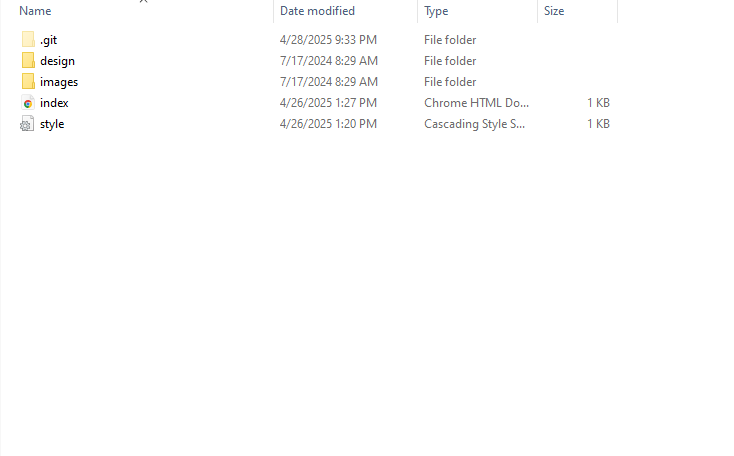 Name Date modified Type Size
.git 4/28/2025 9:33 PM File folder
design 7/17/2024 8:29 AM File folder
images 7/17/2024 8:29 AM File folder
index 4/26/2025 1:27 PM Chrome HTML Do... 1 KB
style 4/26/2025 1:20 PM Cascading Style S... 1 KB